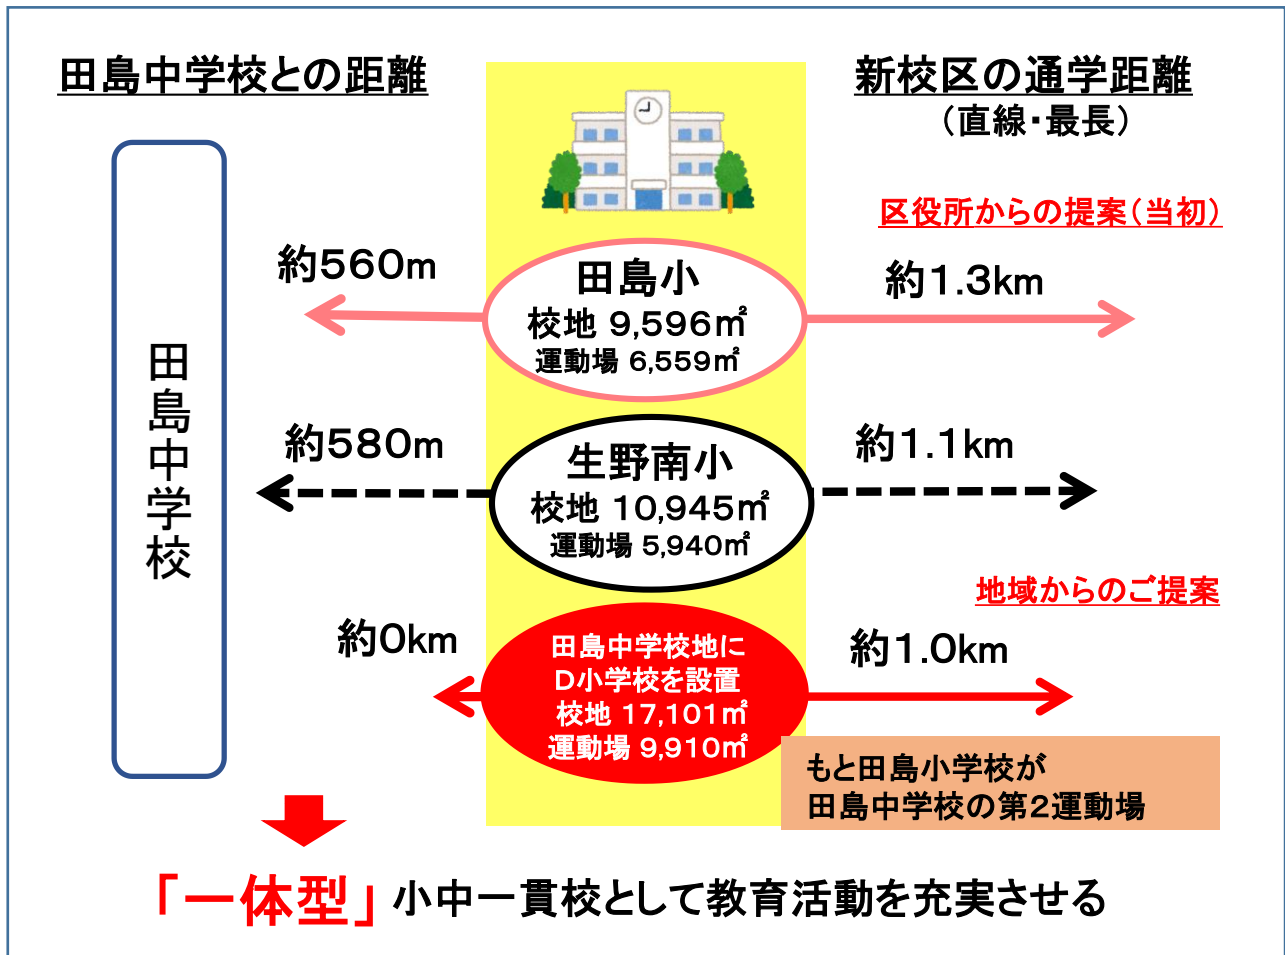 田島中学校との距離
新校区の通学距離
（直線・最長）
区役所からの提案（当初）
約560m
田島小
校地 9,596㎡
運動場 6,559㎡
約1.3km
田島中学校
約580m
生野南小
校地 10,945㎡
運動場 5,940㎡
約1.1km
地域からのご提案
約0km
田島中学校地に
D小学校を設置
校地 17,101㎡
運動場 9,910㎡
約1.0km
もと田島小学校が
田島中学校の第2運動場
「一体型」小中一貫校として教育活動を充実させる